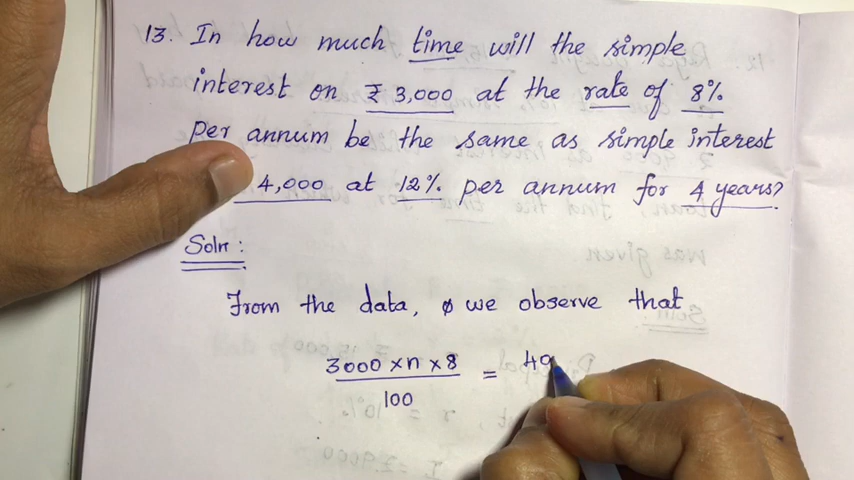 13. In how much time will the simple
interest on ₹ 3,000 at the rate of 8%
per annum be the same as simple interest
4,000 at 12% per annum for 4 years?
Soln:
From the data, we observe that
3000 × n × 8 = 40
100